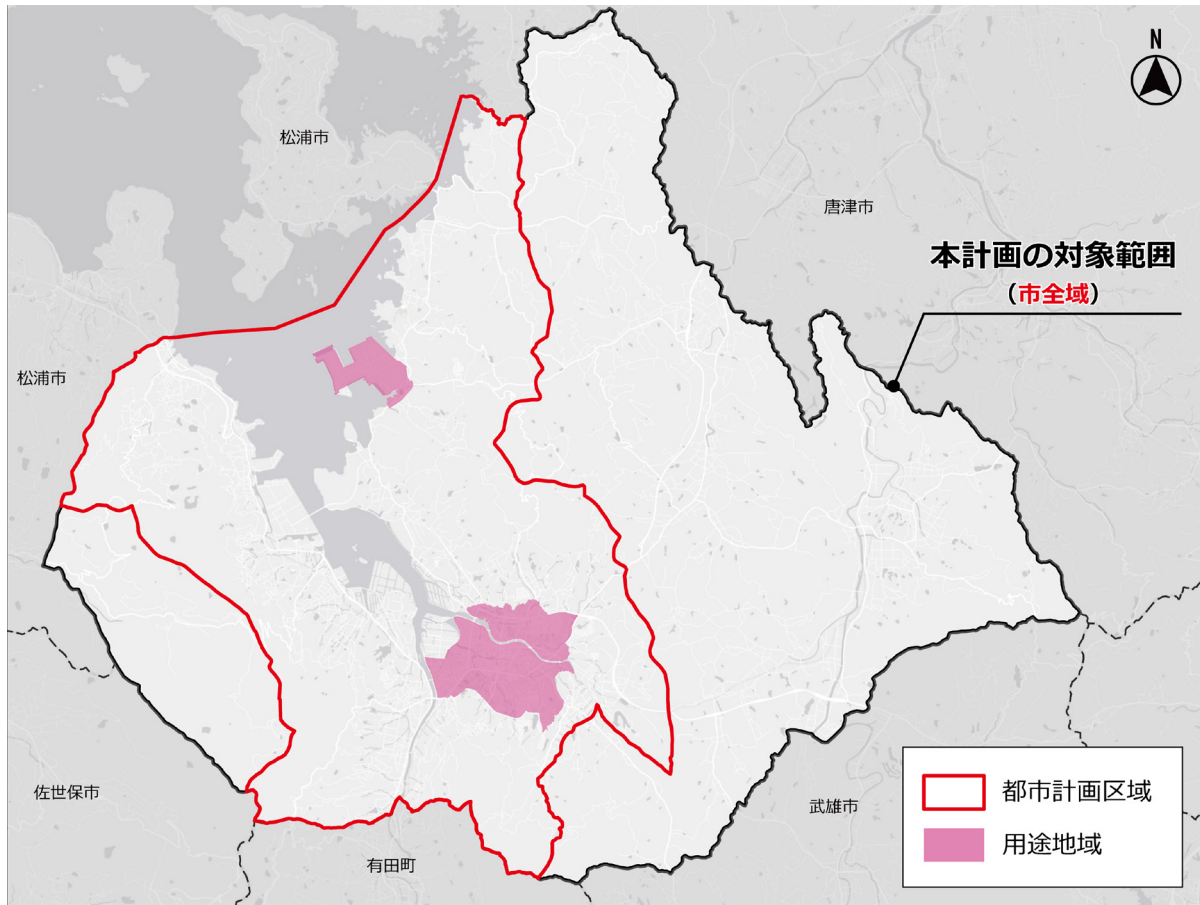 N
松浦市
唐津市
本計画の対象範囲
（市全域）
松浦市
佐世保市
武雄市
有田町
都市計画区域
用途地域